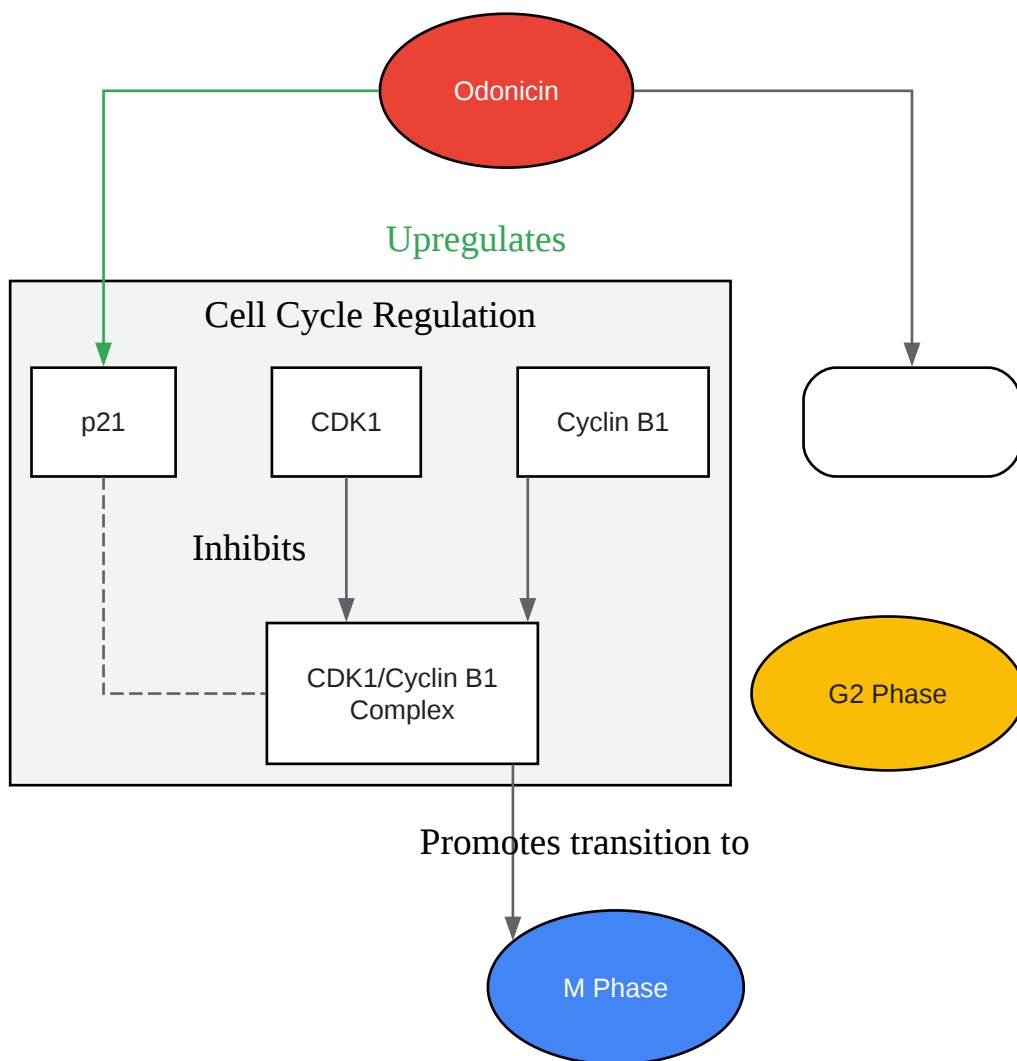 Odonicin
Upregulates
Cell Cycle Regulation
p21
CDK1
Cyclin B1
Inhibits
CDK1/Cyclin B1
Complex
G2 Phase
Promotes transition to
M Phase